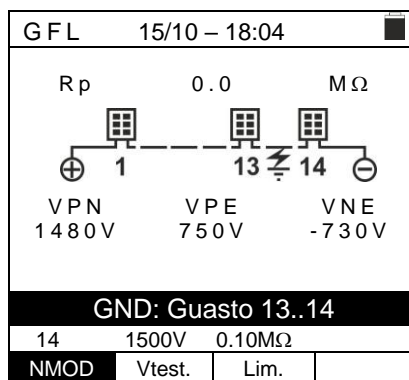 GFL 15/10 – 18:04
Rp 0.0 MΩ
1 13 14
VPN VPE VNE
1480V 750V -730V
GND: Guasto 13..14
14 1500V 0.10MΩ
NMOD Vtest. Lim.